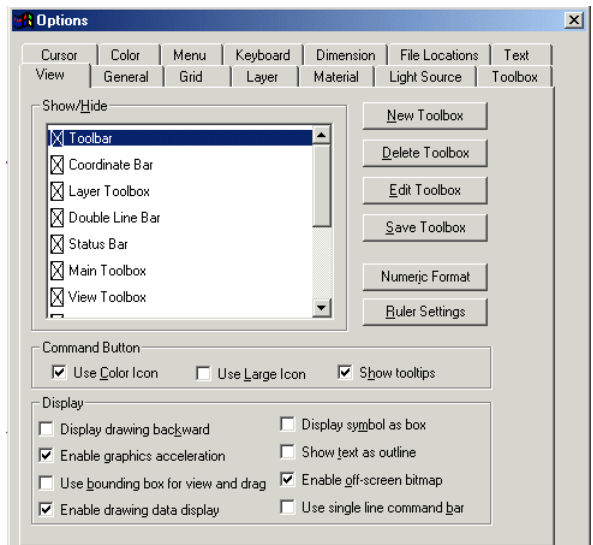 Options
Cursor Color Menu Keyboard Dimension File Locations Text
View General Grid Layer Material Light Source Toolbox
Show/Hide
Toolbar
Coordinate Bar
Layer Toolbox
Double Line Bar
Status Bar
Main Toolbox
View Toolbox
New Toolbox
Delete Toolbox
Edit Toolbox
Save Toolbox
Numeric Format
Ruler Settings
Command Button
Use Color Icon Use Large Icon Show tooltips
Display
Display drawing backward
Enable graphics acceleration
Use bounding box for view and drag
Enable drawing data display
Display symbol as box
Show text as outline
Enable off-screen bitmap
Use single line command bar